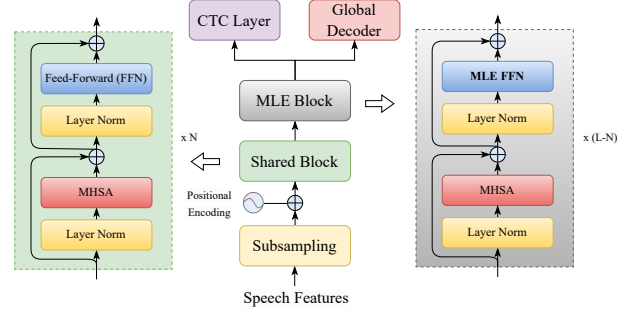 CTC Layer
Global
Decoder
Feed-Forward (FFN)
Layer Norm
x N
MHSA
Layer Norm
MLE Block
Shared Block
Positional
Encoding
Subsampling
Speech Features
MLE FFN
Layer Norm
x (L-N)
MHSA
Layer Norm